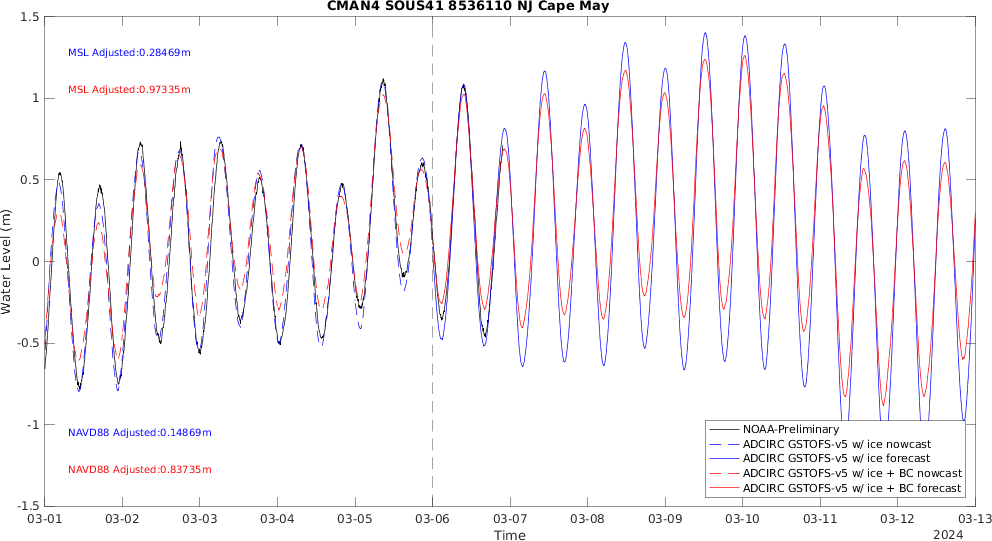 CMAN4 SOUS41 8536110 NJ Cape May
1.5
MSL Adjusted:0.28469m
MSL Adjusted:0.97335m
1
0.5
0
-0.5
-1
-1.5
Water Level (m)
NAVD88 Adjusted:0.14869m
NAVD88 Adjusted:0.83735m
NOAA-Preliminary
ADCIRC GSTOFS-v5 w/ ice nowcast
ADCIRC GSTOFS-v5 w/ ice forecast
ADCIRC GSTOFS-v5 w/ ice + BC nowcast
ADCIRC GSTOFS-v5 w/ ice + BC forecast
03-01 03-02 03-03 03-04 03-05 03-06 03-07 03-08 03-09 03-10 03-11 03-12 03-13
Time
2024